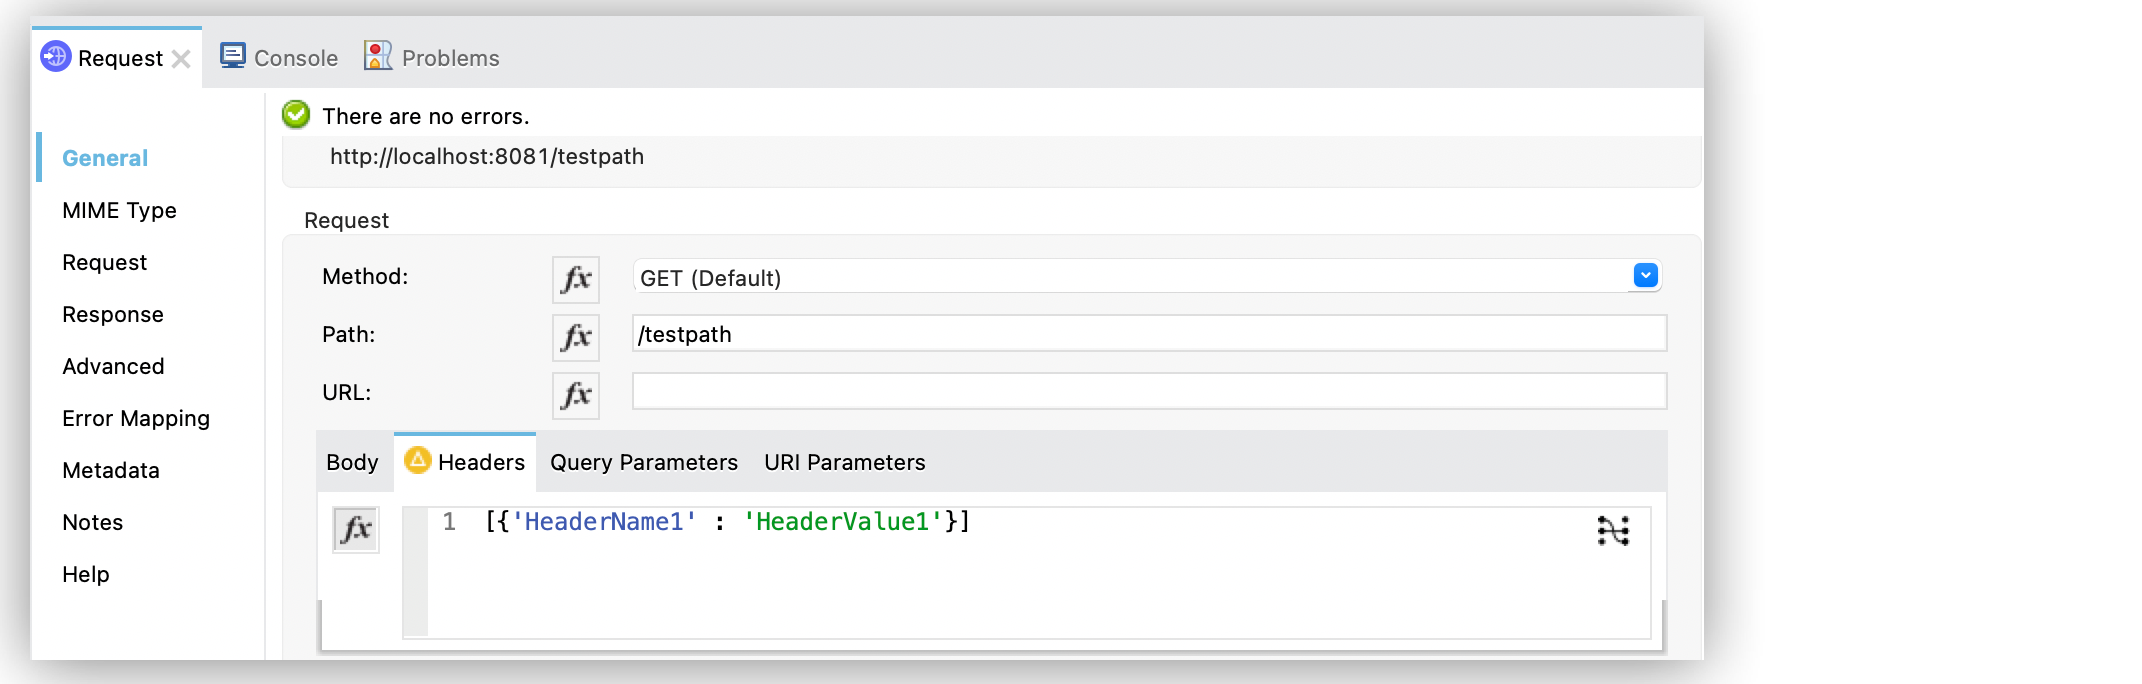 Request Console Problems
There are no errors.
http://localhost:8081/testpath
General
MIME Type
Request
Response
Advanced
Error Mapping
Metadata
Notes
Help
Request
Method: fx GET (Default)
Path: fx /testpath
URL: fx
Body Headers Query Parameters URI Parameters
fx 1 [{'HeaderName1' : 'HeaderValue1'}]